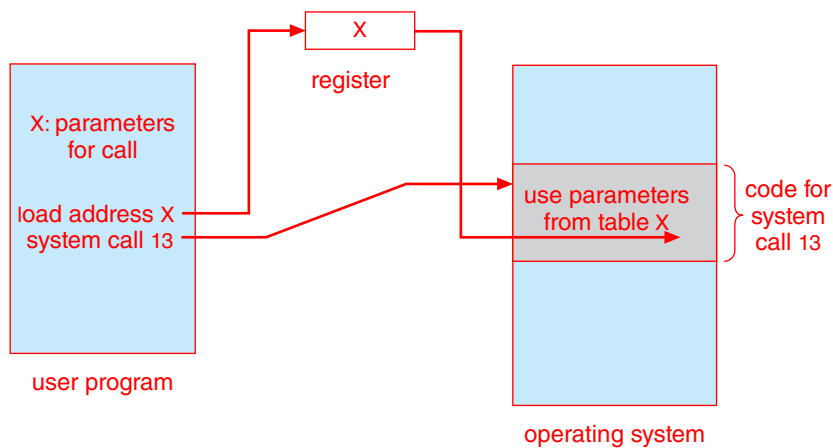 X
register
X: parameters
for call
load address X
system call 13
user program
use parameters
from table X
code for
system
call 13
operating system